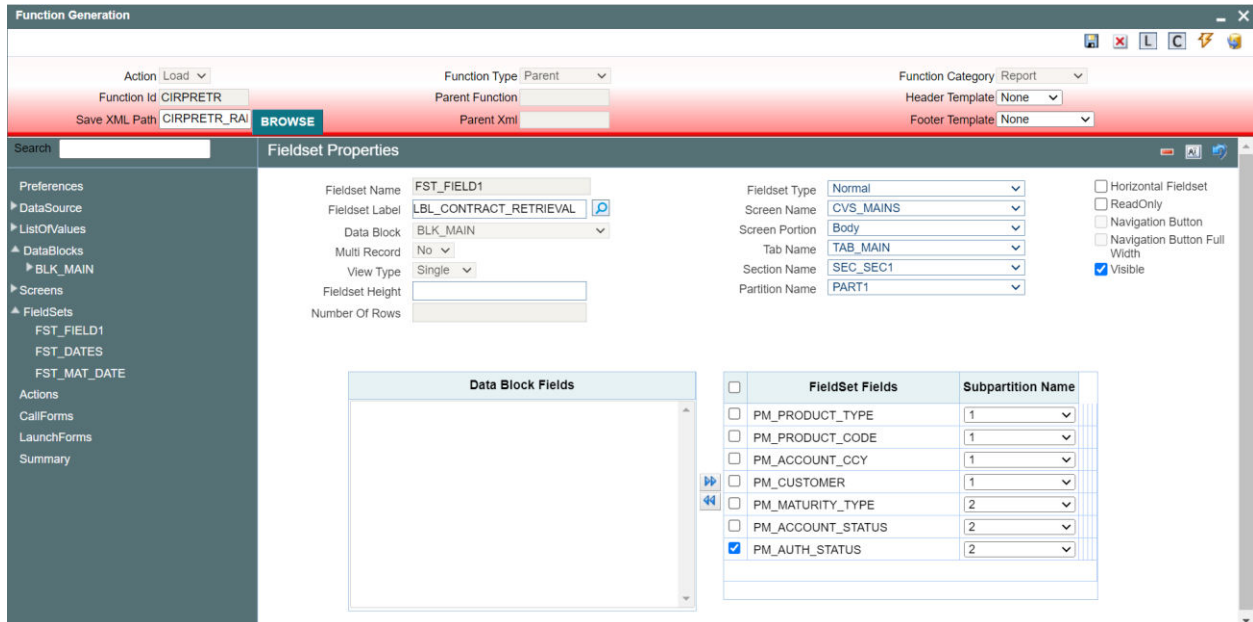 Function Generation
L C
Action Load Function Type Parent Function Category Report
Function Id CIRPRETR Parent Function Header Template None
Save XML Path CIRPRETR_RAI BROWSE Parent Xml Footer Template None
Search Fieldset Properties
Preferences
DataSource
ListOfValues
DataBlocks
BLK_MAIN
Screens
FieldSets
FST_FIELD1
FST_DATES
FST_MAT_DATE
Actions
CallForms
LaunchForms
Summary
Fieldset Name FST_FIELD1
Fieldset Label LBL_CONTRACT_RETRIEVAL
Data Block BLK_MAIN
Multi Record No
View Type Single
Fieldset Height
Number Of Rows
Fieldset Type Normal
Screen Name CVS_MAINS
Screen Portion Body
Tab Name TAB_MAIN
Section Name SEC_SEC1
Partition Name PART1
Horizontal Fieldset
ReadOnly
Navigation Button
Navigation Button Full
Width
Visible
Data Block Fields
FieldSet Fields Subpartition Name
PM_PRODUCT_TYPE 1
PM_PRODUCT_CODE 1
PM_ACCOUNT_CCY 1
PM_CUSTOMER 1
PM_MATURITY_TYPE 2
PM_ACCOUNT_STATUS 2
PM_AUTH_STATUS 2